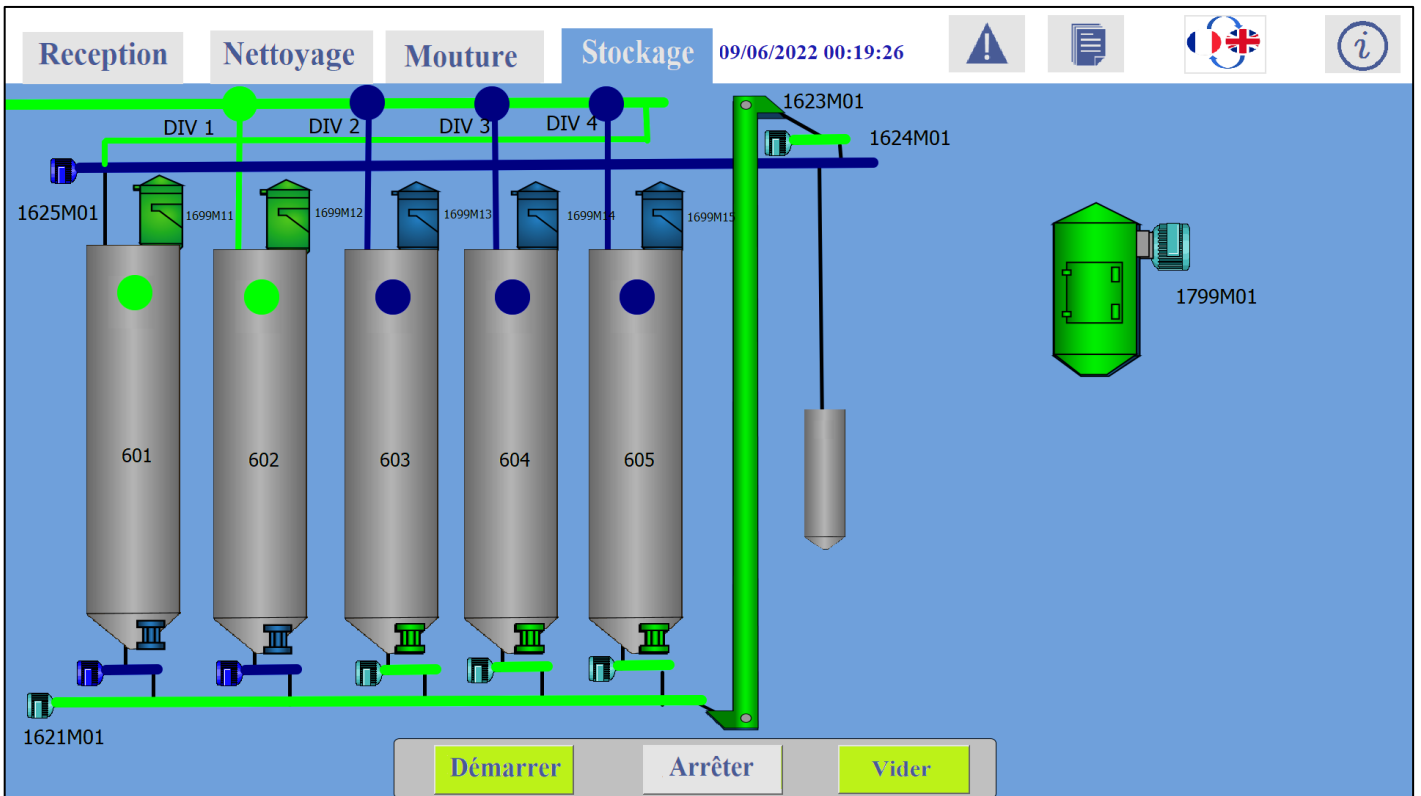 Reception
Nettoyage
Mouture
Stockage
09/06/2022 00:19:26
i
1623M01
DIV 1
DIV 2
DIV 3
DIV 4
1624M01
1625M01
1699M11
1699M12
1699M13
1699M14
1699M15
1799M01
601
602
603
604
605
1621M01
Démarrer
Arrêter
Vider